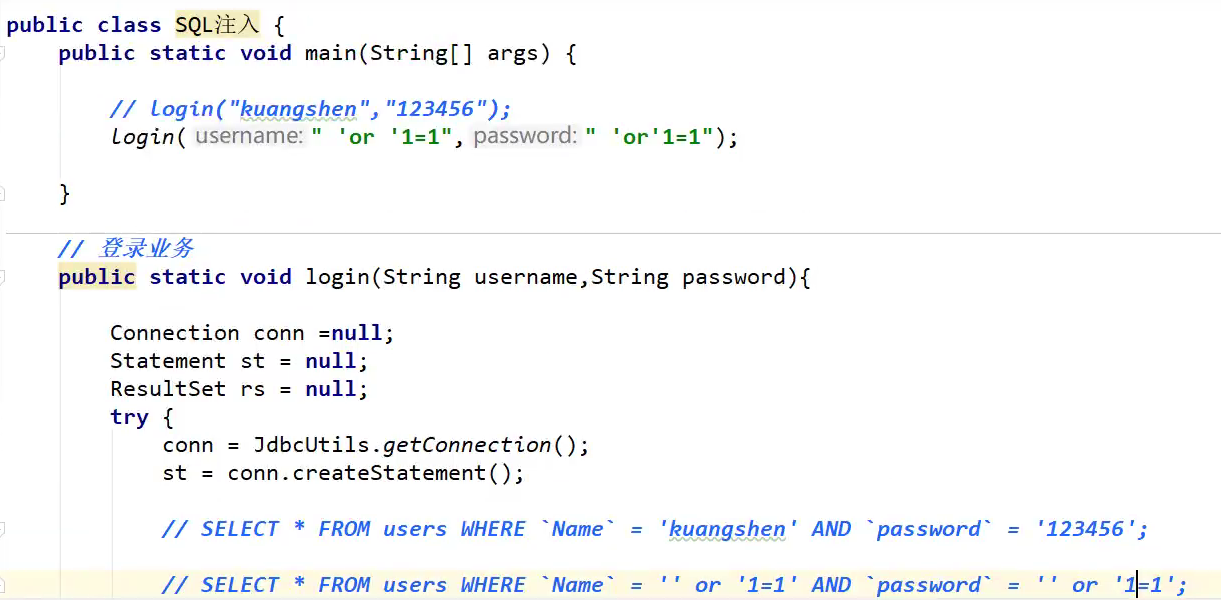 public class SQL注入 {
public static void main(String[] args) {
// login("kuangshen","123456");
login( username: " 'or '1=1", password: " 'or'1=1");
}
// 登录业务
public static void login(String username,String password){
Connection conn =null;
Statement st = null;
ResultSet rs = null;
try {
conn = JdbcUtils.getConnection();
st = conn.createStatement();
// SELECT * FROM users WHERE `Name` = 'kuangshen' AND `password` = '123456';
// SELECT * FROM users WHERE `Name` = '' or '1=1' AND `password` = '' or '1=1';